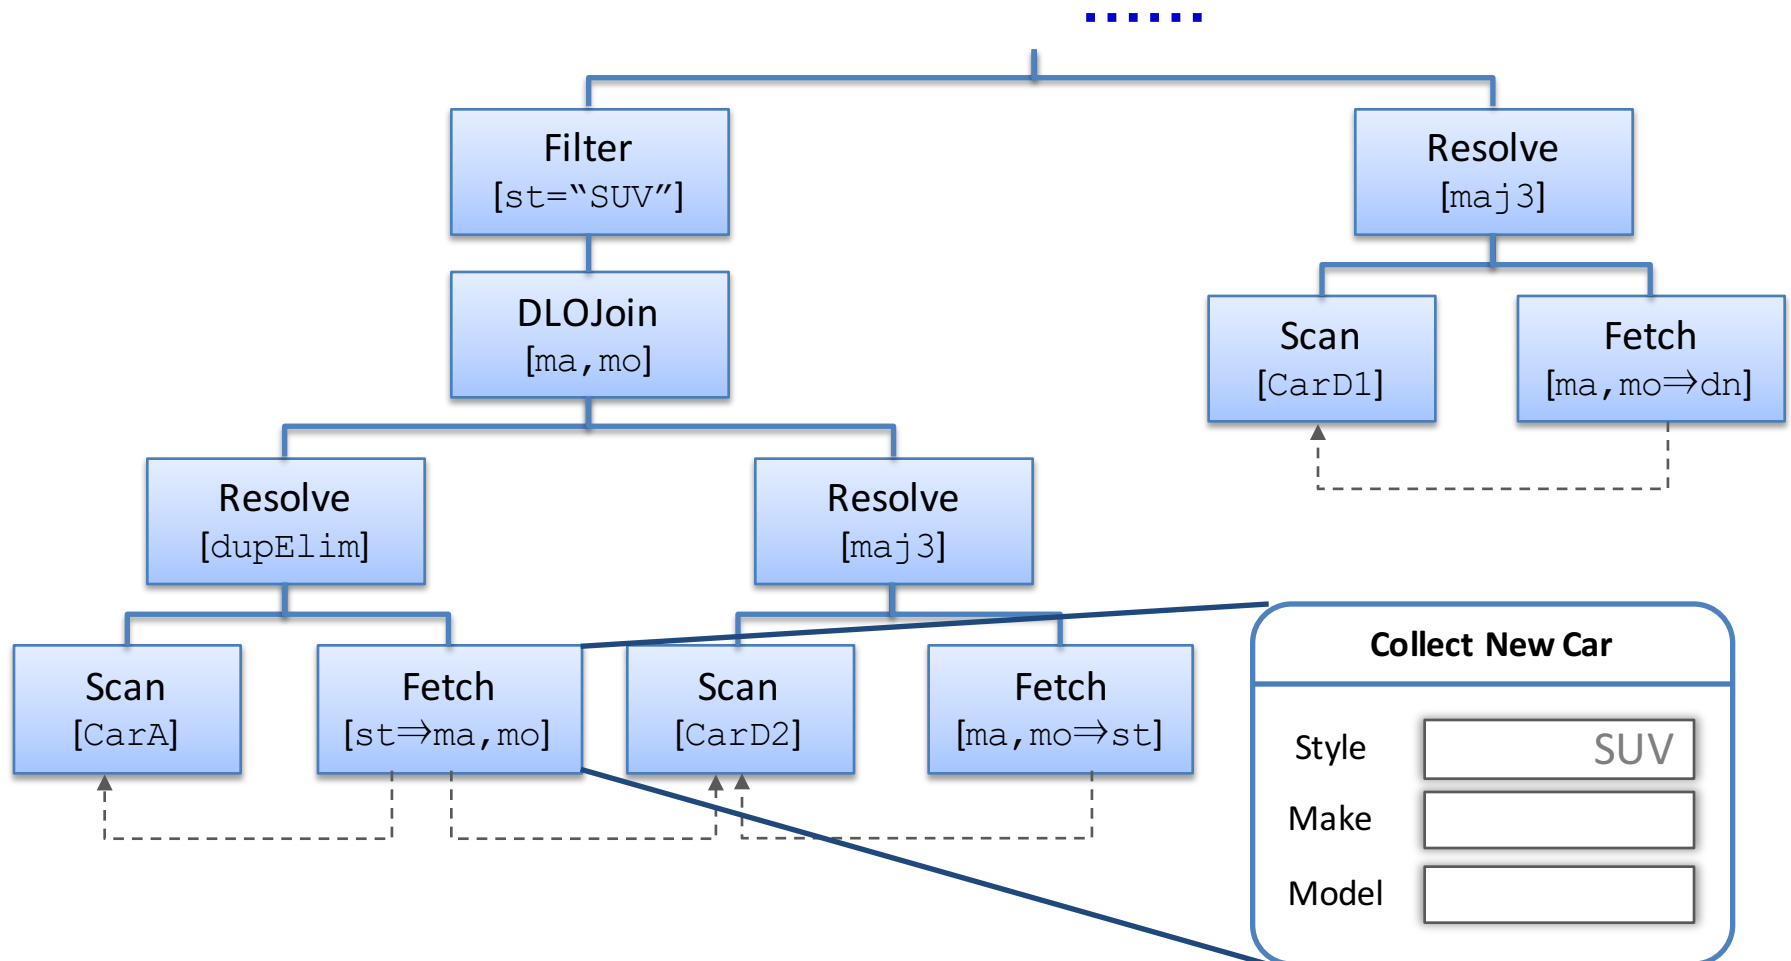 ......
Filter
[st=“SUV”]
Resolve
[maj3]
DLOJoin
[ma,mo]
Scan
[CarD1]
Fetch
[ma,mo⇒dn]
Resolve
[dupElim]
Resolve
[maj3]
Scan
[CarA]
Fetch
[st⇒ma,mo]
Scan
[CarD2]
Fetch
[ma,mo⇒st]
Collect New Car
Style SUV
Make
Model